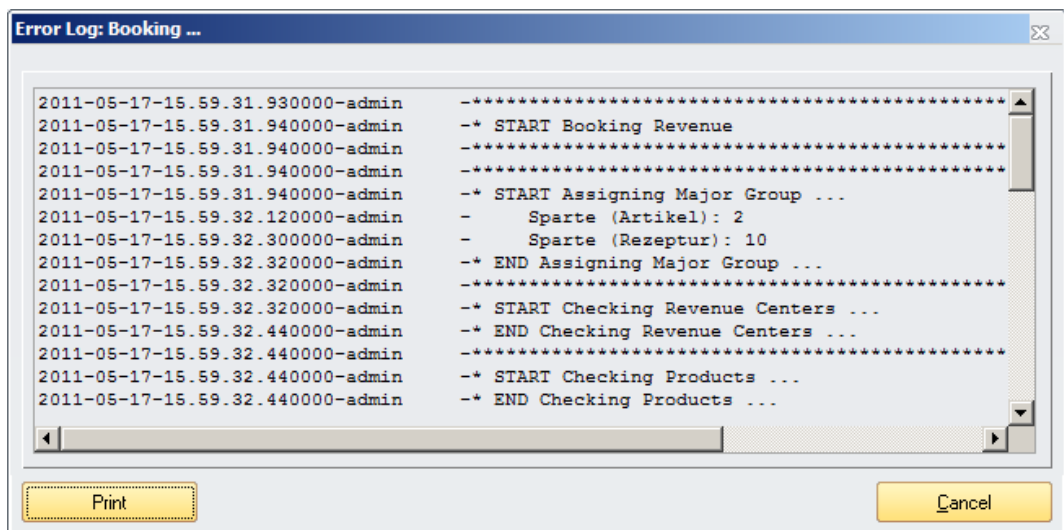 Error Log: Booking ...
2011-05-17-15.59.31.930000-admin -***********************************************
2011-05-17-15.59.31.940000-admin -* START Booking Revenue
2011-05-17-15.59.31.940000-admin -***********************************************
2011-05-17-15.59.31.940000-admin -***********************************************
2011-05-17-15.59.31.940000-admin -* START Assigning Major Group ...
2011-05-17-15.59.32.120000-admin - Sparte (Artikel): 2
2011-05-17-15.59.32.300000-admin - Sparte (Rezeptur): 10
2011-05-17-15.59.32.320000-admin -* END Assigning Major Group ...
2011-05-17-15.59.32.320000-admin -***********************************************
2011-05-17-15.59.32.320000-admin -* START Checking Revenue Centers ...
2011-05-17-15.59.32.440000-admin -* END Checking Revenue Centers ...
2011-05-17-15.59.32.440000-admin -***********************************************
2011-05-17-15.59.32.440000-admin -* START Checking Products ...
2011-05-17-15.59.32.440000-admin -* END Checking Products ...
Print Cancel